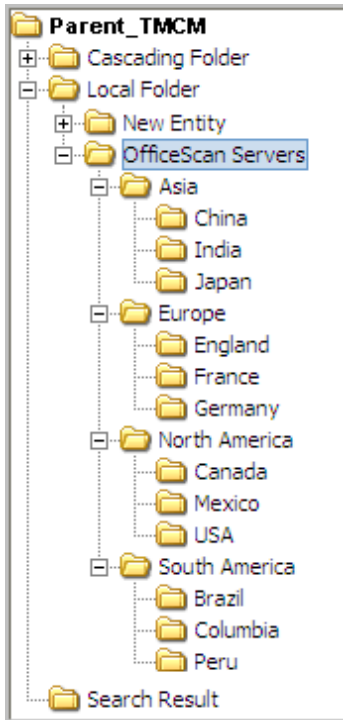 Parent_TMCM
Cascading Folder
Local Folder
New Entity
OfficeScan Servers
Asia
China
India
Japan
Europe
England
France
Germany
North America
Canada
Mexico
USA
South America
Brazil
Columbia
Peru
Search Result